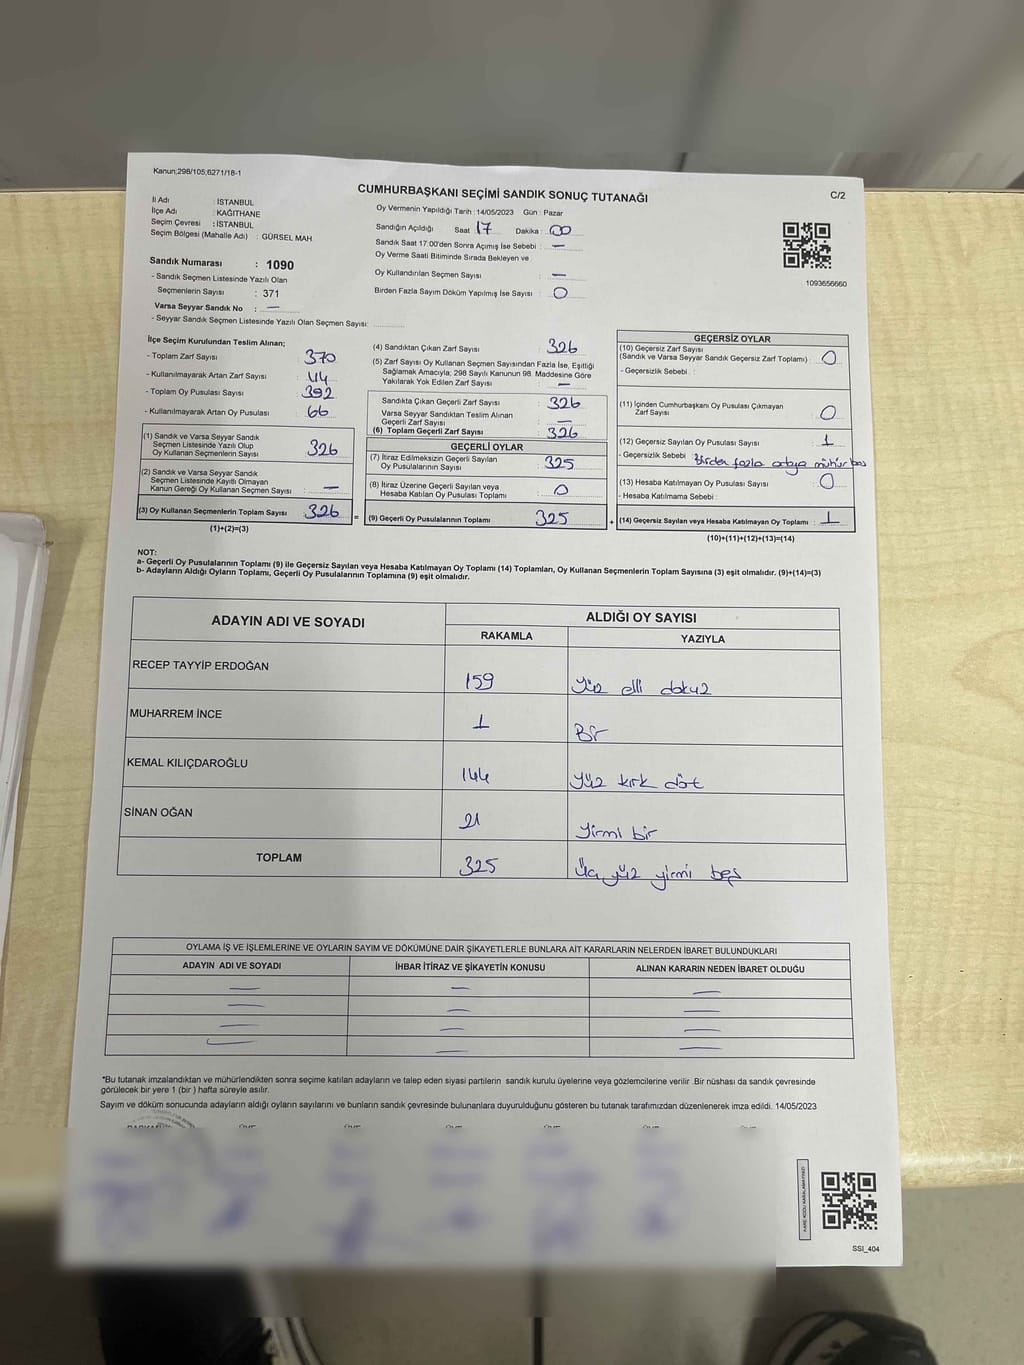 Kanun;298/105;6271/18-1
CUMHURBAŞKANI SEÇİMİ SANDIK SONUÇ TUTANAĞI
C/2
İl Adı : İSTANBUL
İlçe Adı : KAĞITHANE
Seçim Çevresi : İSTANBUL
Seçim Bölgesi (Mahalle Adı) : GÜRSEL MAH.
Sandık Numarası : 1090
- Sandık Seçmen Listesinde Yazılı Olan
Seçmenlerin Sayısı : 371
Varsa Seyyar Sandık No : —
- Seyyar Sandık Seçmen Listesinde Yazılı Olan Seçmen Sayısı: ............
Oy Vermenin Yapıldığı Tarih : 14/05/2023 Gün : Pazar
Sandığın Açıldığı Saat 17 Dakika : 00
Sandık Saat 17:00'den Sonra Açımış İse Sebebi : —
Oy Verme Saati Bitiminde Sırada Bekleyen ve
Oy Kullandırılan Seçmen Sayısı : —
Birden Fazla Sayım Döküm Yapılmış İse Sayısı : 0
1093656660
İlçe Seçim Kurulundan Teslim Alınan;
- Toplam Zarf Sayısı : 370
- Kullanılmayarak Artan Zarf Sayısı : 44
- Toplam Oy Pusulası Sayısı : 392
- Kullanılmayarak Artan Oy Pusulası : 66
(1) Sandık ve Varsa Seyyar Sandık
Seçmen Listesinde Yazılı Olup
Oy Kullanan Seçmenlerin Sayısı : 326
(2) Sandık ve Varsa Seyyar Sandık
Seçmen Listesinde Kayıtlı Olmayan
Kanun Gereği Oy Kullanan Seçmen Sayısı : —
(3) Oy Kullanan Seçmenlerin Toplam Sayısı : 326 =
(1)+(2)=(3)
(4) Sandıktan Çıkan Zarf Sayısı : 326
(5) Zarf Sayısı Oy Kullanan Seçmen Sayısından Fazla İse, Eşitliği
Sağlamak Amacıyla; 298 Sayılı Kanunun 98. Maddesine Göre
Yakılarak Yok Edilen Zarf Sayısı : —
Sandıkta Çıkan Geçerli Zarf Sayısı : 326
Varsa Seyyar Sandıktan Teslim Alınan
Geçerli Zarf Sayısı : —
(6) Toplam Geçerli Zarf Sayısı : 326
GEÇERLİ OYLAR
(7) İtiraz Edilmeksizin Geçerli Sayılan
Oy Pusulalarının Sayısı : 325
(8) İtiraz Üzerine Geçerli Sayılan veya
Hesaba Katılan Oy Pusulası Toplamı : 0
(9) Geçerli Oy Pusulalarının Toplamı : 325 +
GEÇERSİZ OYLAR
(10) Geçersiz Zarf Sayısı
(Sandık ve Varsa Seyyar Sandık Geçersiz Zarf Toplamı) : 0
- Geçersizlik Sebebi :
(11) İçinden Cumhurbaşkanı Oy Pusulası Çıkmayan
Zarf Sayısı : 0
(12) Geçersiz Sayılan Oy Pusulası Sayısı : 1
- Geçersizlik Sebebi : Birden fazla ortaya mühür bas
(13) Hesaba Katılmayan Oy Pusulası Sayısı : 0
- Hesaba Katılmama Sebebi :
(14) Geçersiz Sayılan veya Hesaba Katılmayan Oy Toplamı : 1
(10)+(11)+(12)+(13)=(14)
NOT:
a- Geçerli Oy Pusulalarının Toplamı (9) ile Geçersiz Sayılan veya Hesaba Katılmayan Oy Toplamı (14) Toplamları, Oy Kullanan Seçmenlerin Toplam Sayısına (3) eşit olmalıdır. (9)+(14)=(3)
b- Adayların Aldığı Oyların Toplamı, Geçerli Oy Pusulalarının Toplamına (9) eşit olmalıdır.
ADAYIN ADI VE SOYADI
ALDIĞI OY SAYISI
RAKAMLA YAZIYLA
RECEP TAYYİP ERDOĞAN 159 Yüz elli dokuz
MUHARREM İNCE 1 Bir
KEMAL KILIÇDAROĞLU 144 Yüz kırk döt
SİNAN OĞAN 21 Yirmi bir
TOPLAM 325 Üç yüz yirmi beş
OYLAMA İŞ VE İŞLEMLERİNE VE OYLARIN SAYIM VE DÖKÜMÜNE DAİR ŞİKAYETLERLE BUNLARA AİT KARARLARIN NELERDEN İBARET BULUNDUKLARI
ADAYIN ADI VE SOYADI İHBAR İTİRAZ VE ŞİKAYETİN KONUSU ALINAN KARARIN NEDEN İBARET OLDUĞU
— — —
— — —
— — —
— — —
*Bu tutanak imzalandıktan ve mühürlendikten sonra seçime katılan adayların ve talep eden siyasi partilerin sandık kurulu üyelerine veya gözlemcilerine verilir .Bir nüshası da sandık çevresinde
görülecek bir yere 1 (bir ) hafta süreyle asılır.
Sayım ve döküm sonucunda adayların aldığı oyların sayılarını ve bunların sandık çevresinde bulunanlara duyurulduğunu gösteren bu tutanak tarafımızdan düzenlenerek imza edildi. 14/05/2023
SSI_404